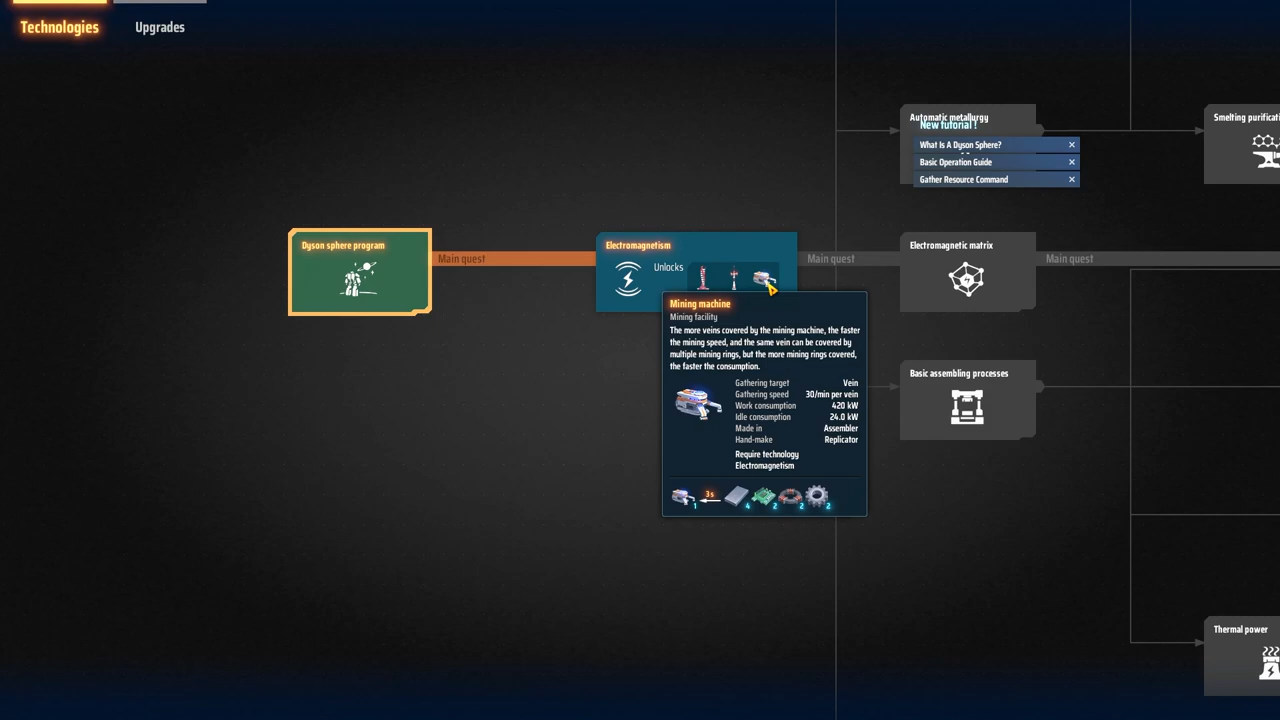 Technologies
Upgrades
Automatic metallurgy
New tutorial !
What Is A Dyson Sphere?
Basic Operation Guide
Gather Resource Command
Smelting purificati
Dyson sphere program
Main quest
Electromagnetism
Unlocks
Main quest
Electromagnetic matrix
Main quest
Mining machine
Mining facility
The more veins covered by the mining machine, the faster
the mining speed, and the same vein can be covered by
multiple mining rings, but the more mining rings covered,
the faster the consumption.
Gathering target Vein
Gathering speed 30/min per vein
Work consumption 420 kW
Idle consumption 24.0 kW
Made in Assembler
Hand-make Replicator
Require technology
Electromagnetism
1 3s 4 2 2 2
Basic assembling processes
Thermal power